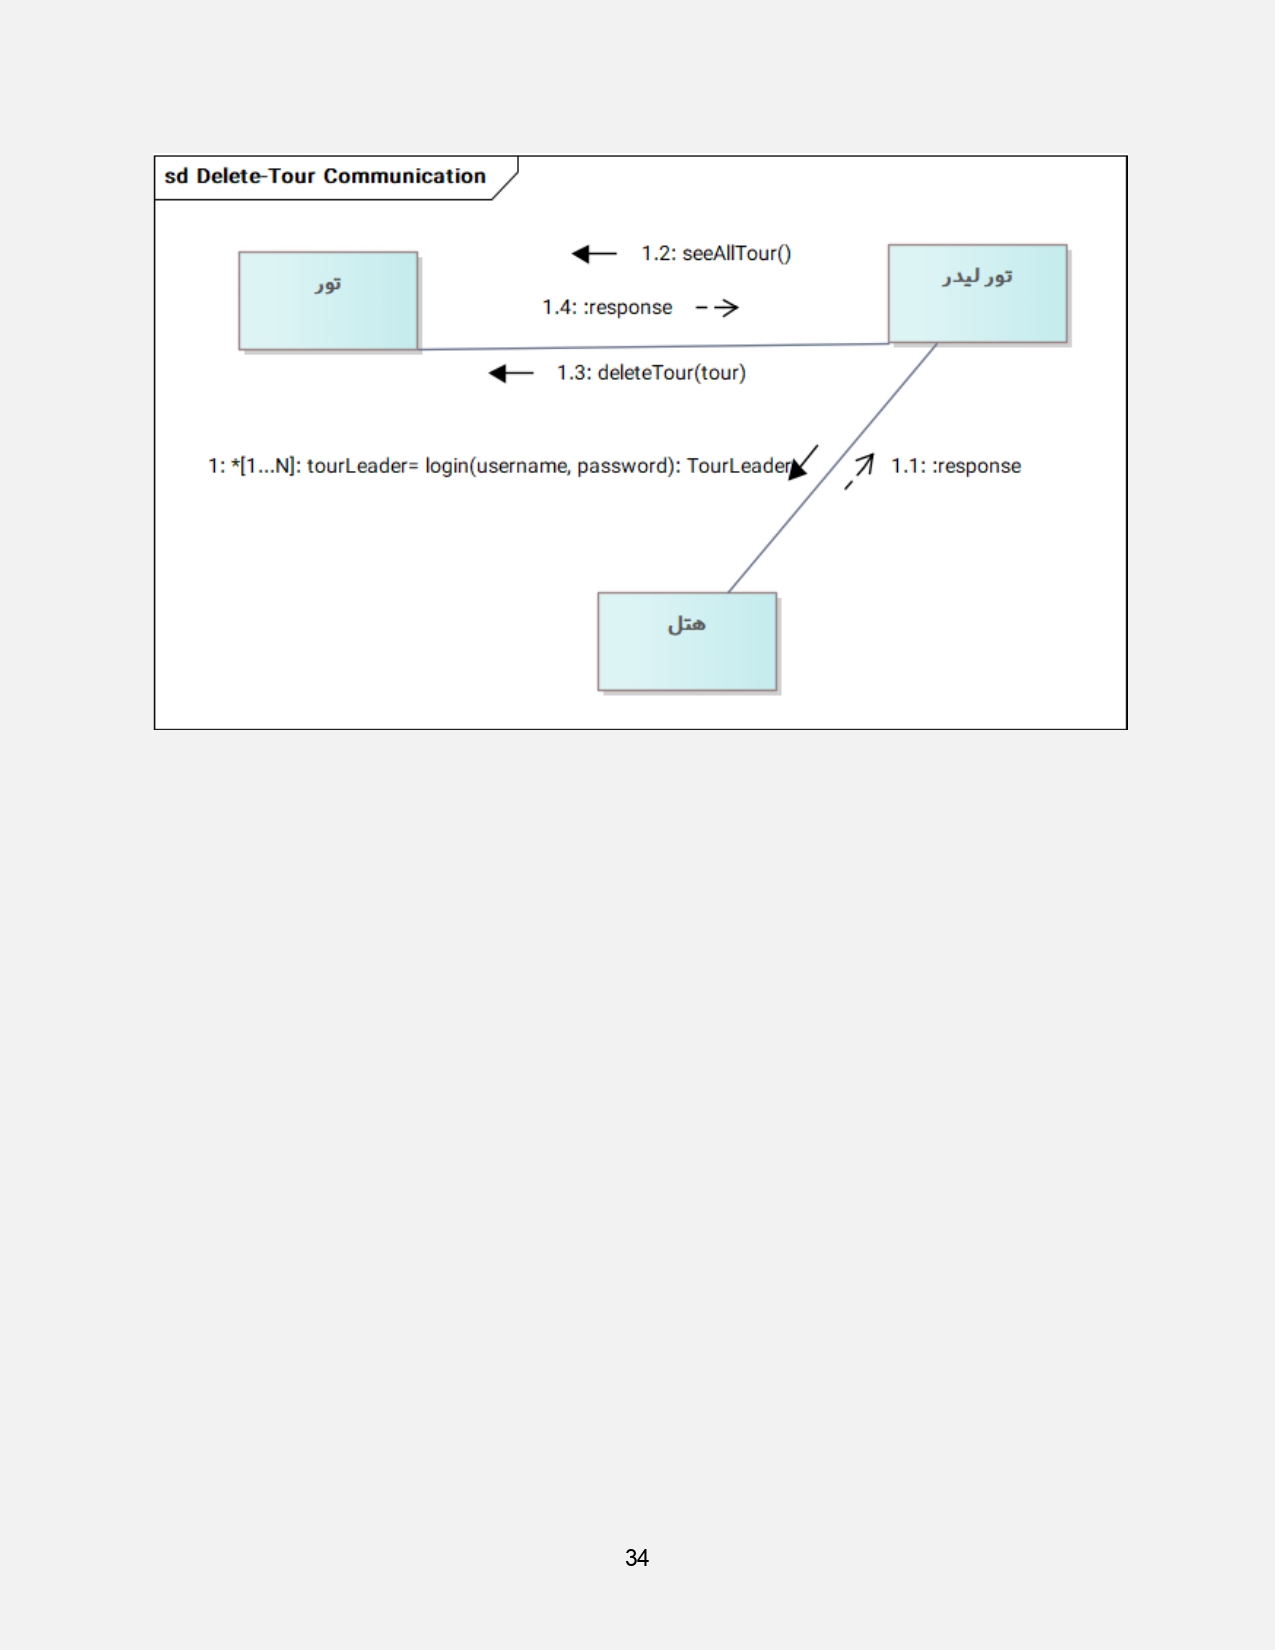 sd Delete-Tour Communication
1.2: seeAllTour()
تور
تور لیدر
1.4: :response
1.3: deleteTour(tour)
1: *[1...N]: tourLeader= login(username, password): TourLeader
1.1: :response
هتل
34